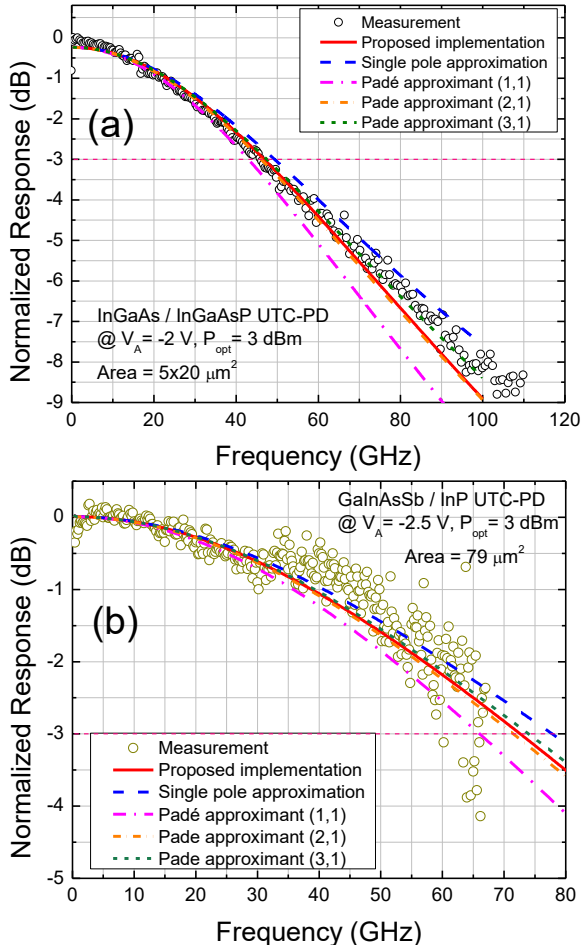 Normalized Response (dB)
0
-1
-2
-3
-4
-5
-6
-7
-8
-9
(a)
Measurement
Proposed implementation
Single pole approximation
Padé approximant (1,1)
Pade approximant (2,1)
Pade approximant (3,1)
InGaAs / InGaAsP UTC-PD
@ V_A= -2 V, P_opt= 3 dBm
Area = 5x20 μm²
0 20 40 60 80 100 120
Frequency (GHz)
Normalized Response (dB)
0
-1
-2
-3
-4
-5
(b)
GaInAsSb / InP UTC-PD
@ V_A= -2.5 V, P_opt= 3 dBm
Area = 79 μm²
Measurement
Proposed implementation
Single pole approximation
Padé approximant (1,1)
Pade approximant (2,1)
Pade approximant (3,1)
0 10 20 30 40 50 60 70 80
Frequency (GHz)